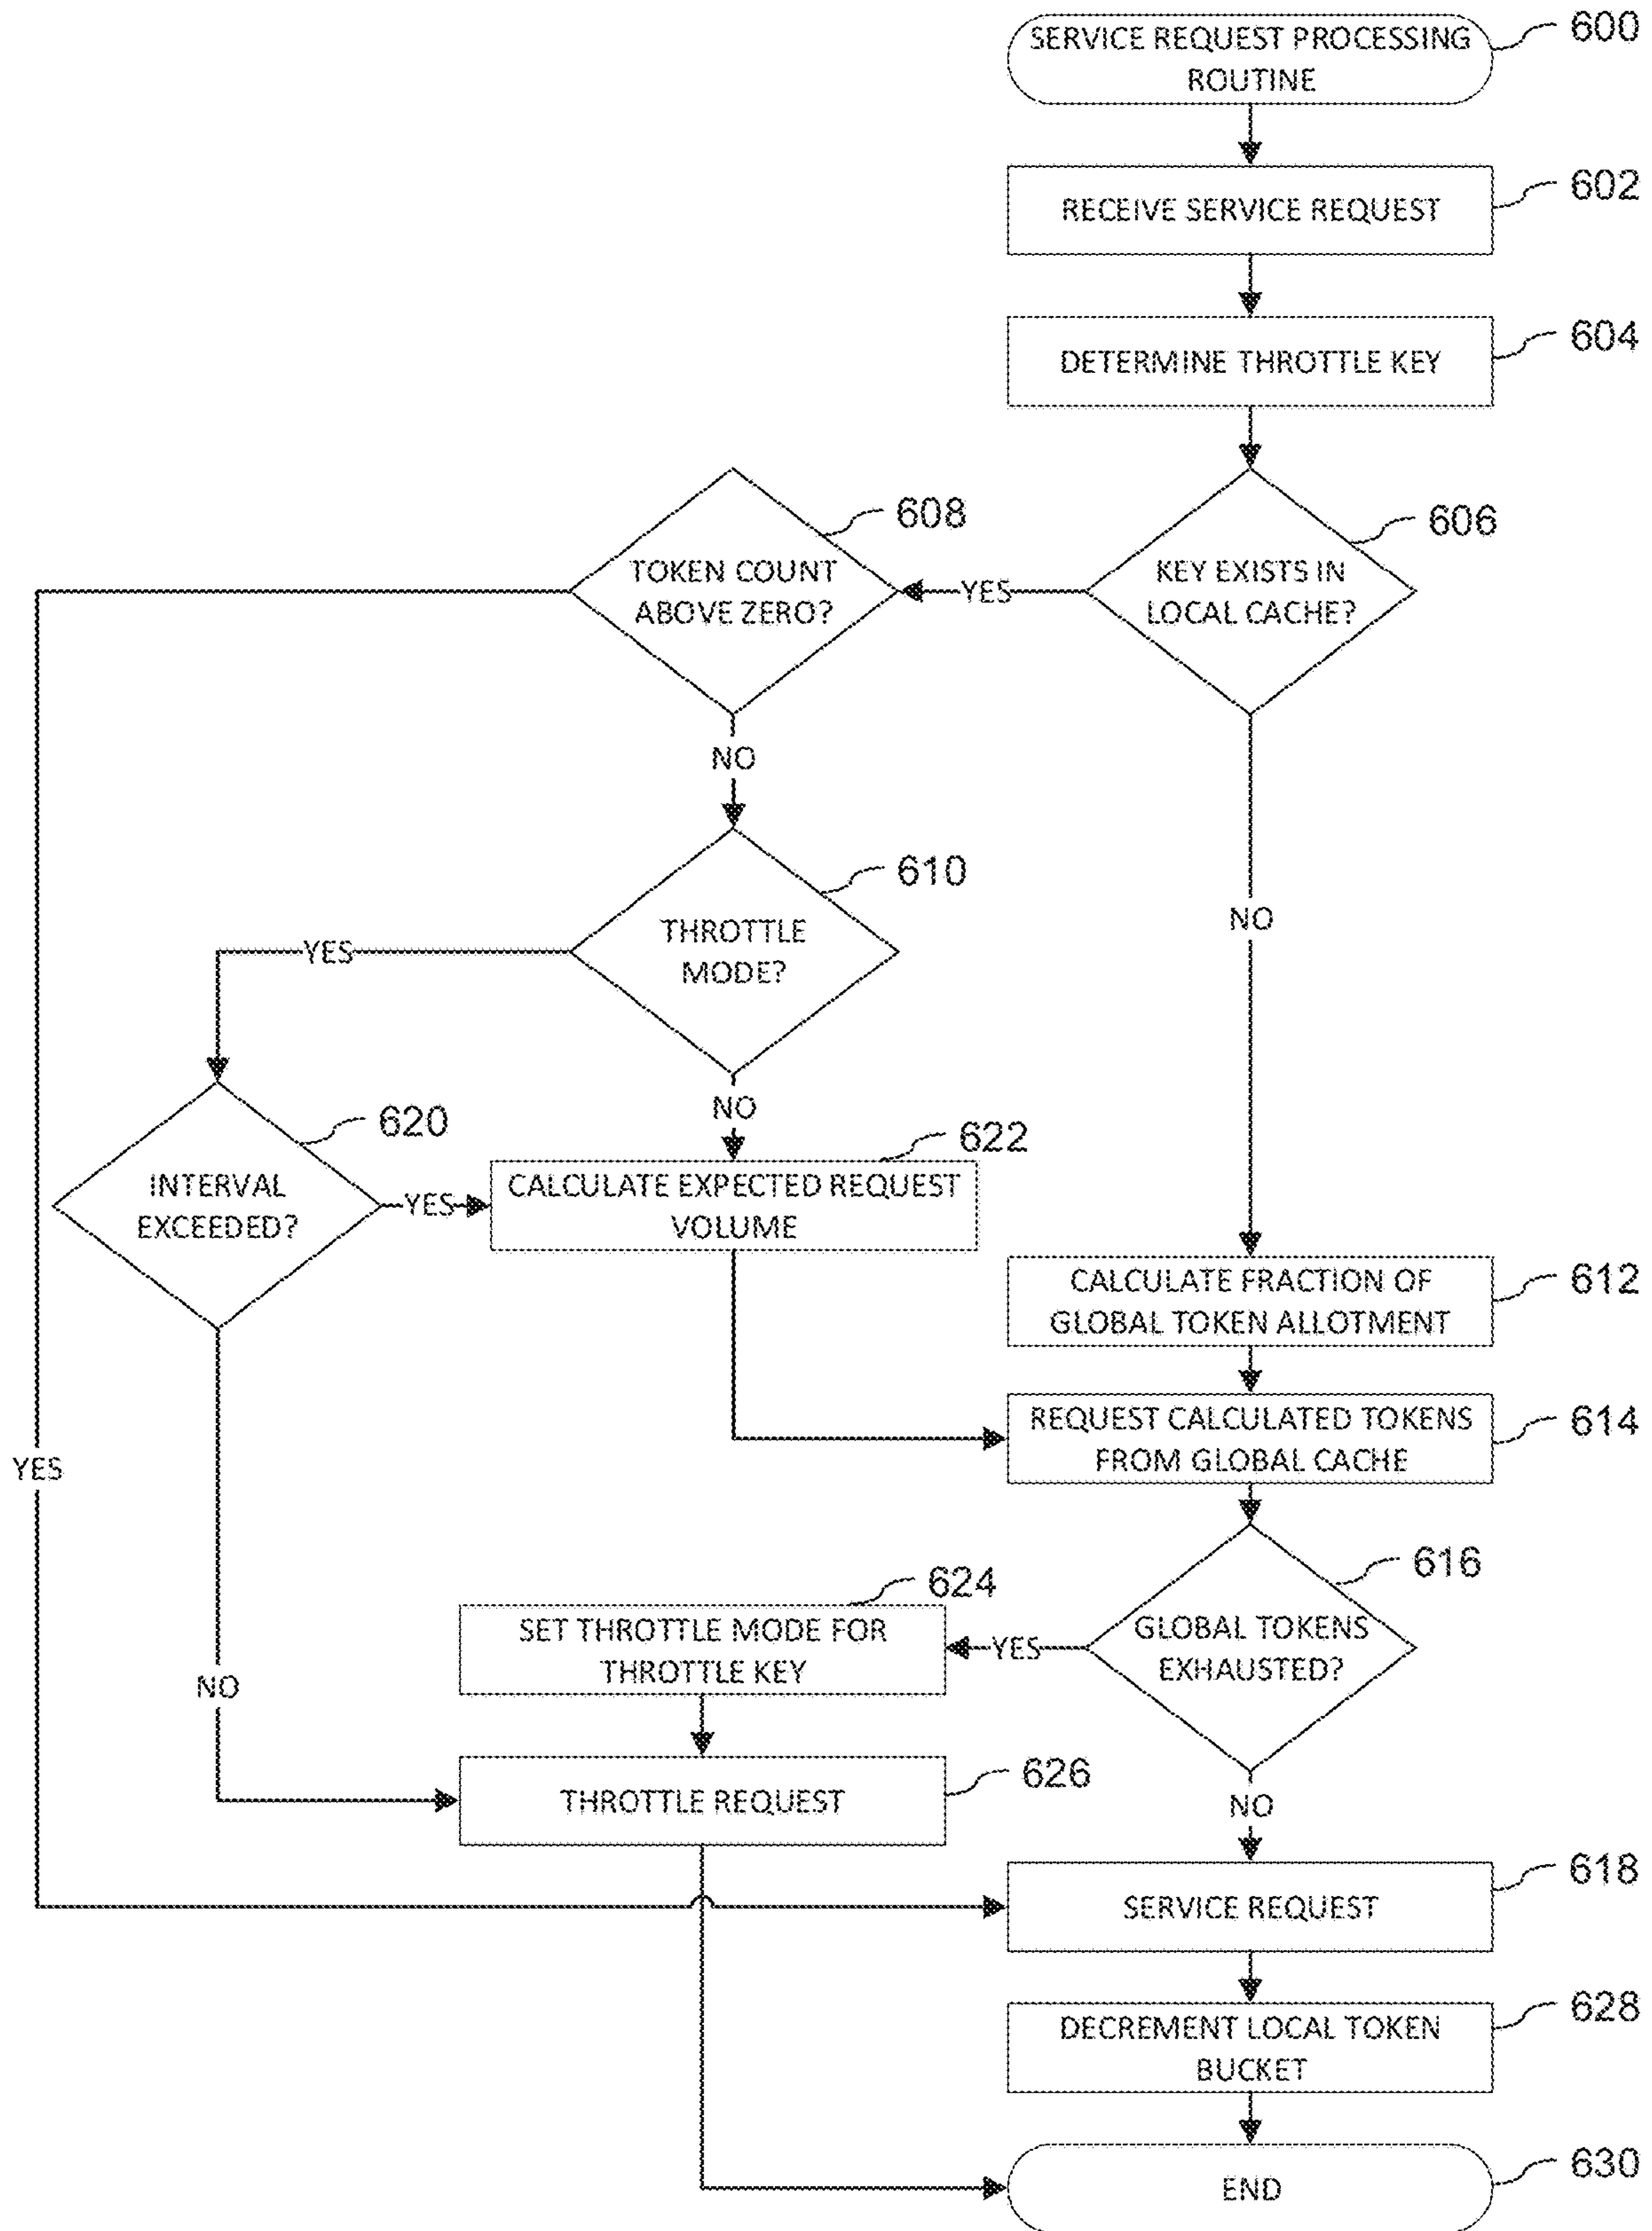 SERVICE REQUEST PROCESSING
ROUTINE
600
RECEIVE SERVICE REQUEST
602
DETERMINE THROTTLE KEY
604
TOKEN COUNT
ABOVE ZERO?
608
YES
KEY EXISTS IN
LOCAL CACHE?
606
NO
THROTTLE
MODE?
610
YES
NO
NO
INTERVAL
EXCEEDED?
620
YES
CALCULATE EXPECTED REQUEST
VOLUME
622
CALCULATE FRACTION OF
GLOBAL TOKEN ALLOTMENT
612
REQUEST CALCULATED TOKENS
FROM GLOBAL CACHE
614
YES
GLOBAL TOKENS
EXHAUSTED?
616
YES
SET THROTTLE MODE FOR
THROTTLE KEY
624
NO
THROTTLE REQUEST
626
NO
SERVICE REQUEST
618
DECREMENT LOCAL TOKEN
BUCKET
628
END
630